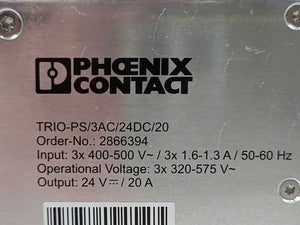 PHŒNIX
CONTACT
TRIO-PS/3AC/24DC/20
Order-No.: 2866394
Input: 3x 400-500 V~ / 3x 1.6-1.3 A / 50-60 Hz
Operational Voltage: 3x 320-575 V~
Output: 24 V⎓ / 20 A